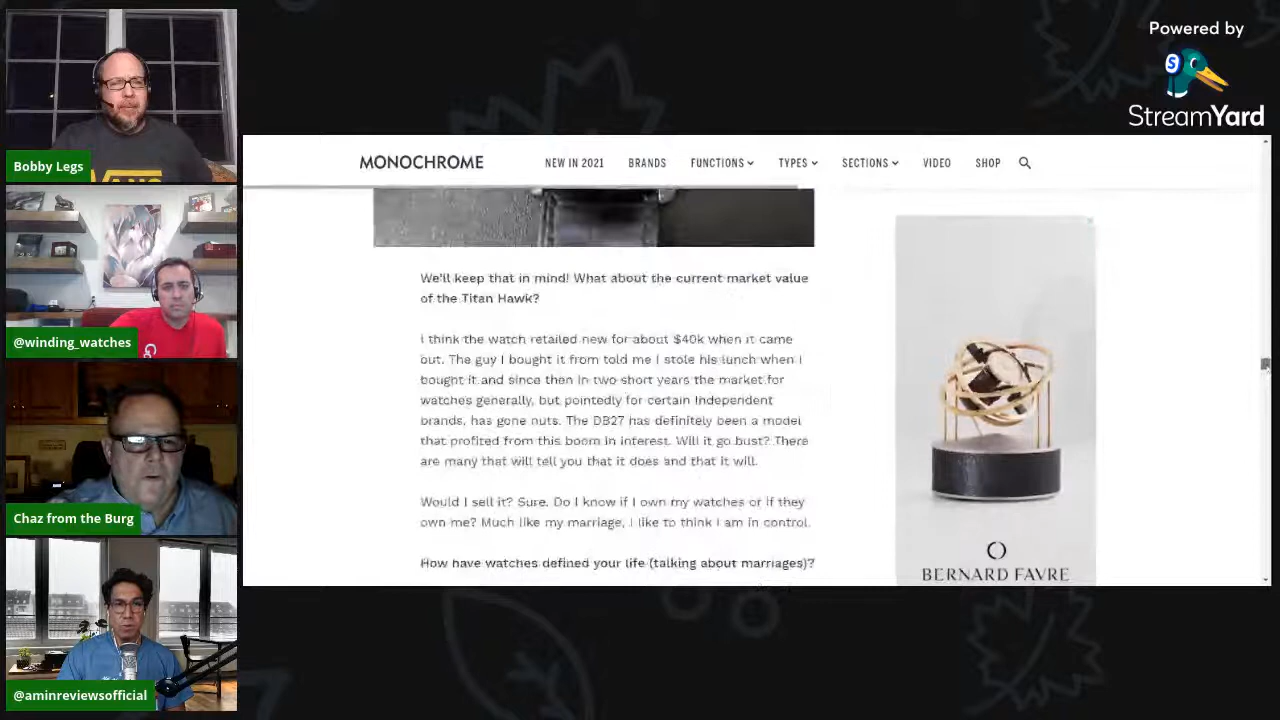 Powered by
StreamYard
Bobby Legs
@winding_watches
Chaz from the Burg
@aminreviewsofficial
MONOCHROME
NEW IN 2021
BRANDS
FUNCTIONS
TYPES
SECTIONS
VIDEO
SHOP
We'll keep that in mind! What about the current market value
of the Titan Hawk?
I think the watch retailed new for about $40k when it came
out. The guy I bought it from told me I stole his lunch when I
bought it and since then in two short years the market for
watches generally, but pointedly for certain Independent
brands, has gone nuts. The DB27 has definitely been a model
that profited from this boom in interest. Will it go bust? There
are many that will tell you that it does and that it will.
Would I sell it? Sure. Do I know if I own my watches or if they
own me? Much like my marriage, I like to think I am in control.
How have watches defined your life (talking about marriages)?
BERNARD FAVRE